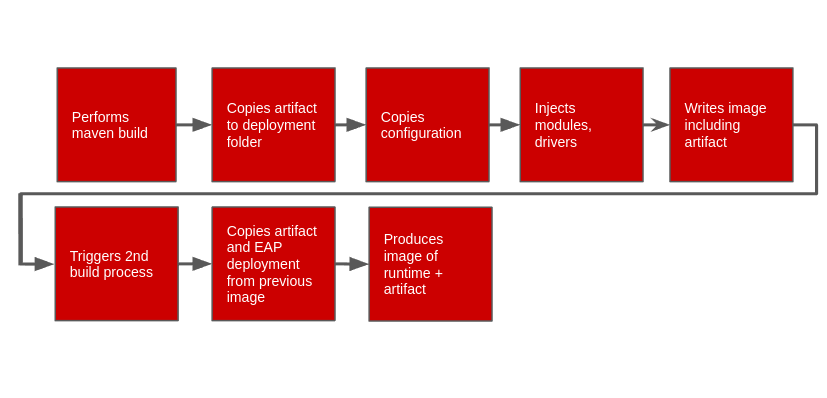 Performs
maven build
Copies artifact
to deployment
folder
Copies
configuration
Injects
modules,
drivers
Writes image
including
artifact
Triggers 2nd
build process
Copies artifact
and EAP
deployment
from previous
image
Produces
image of
runtime +
artifact